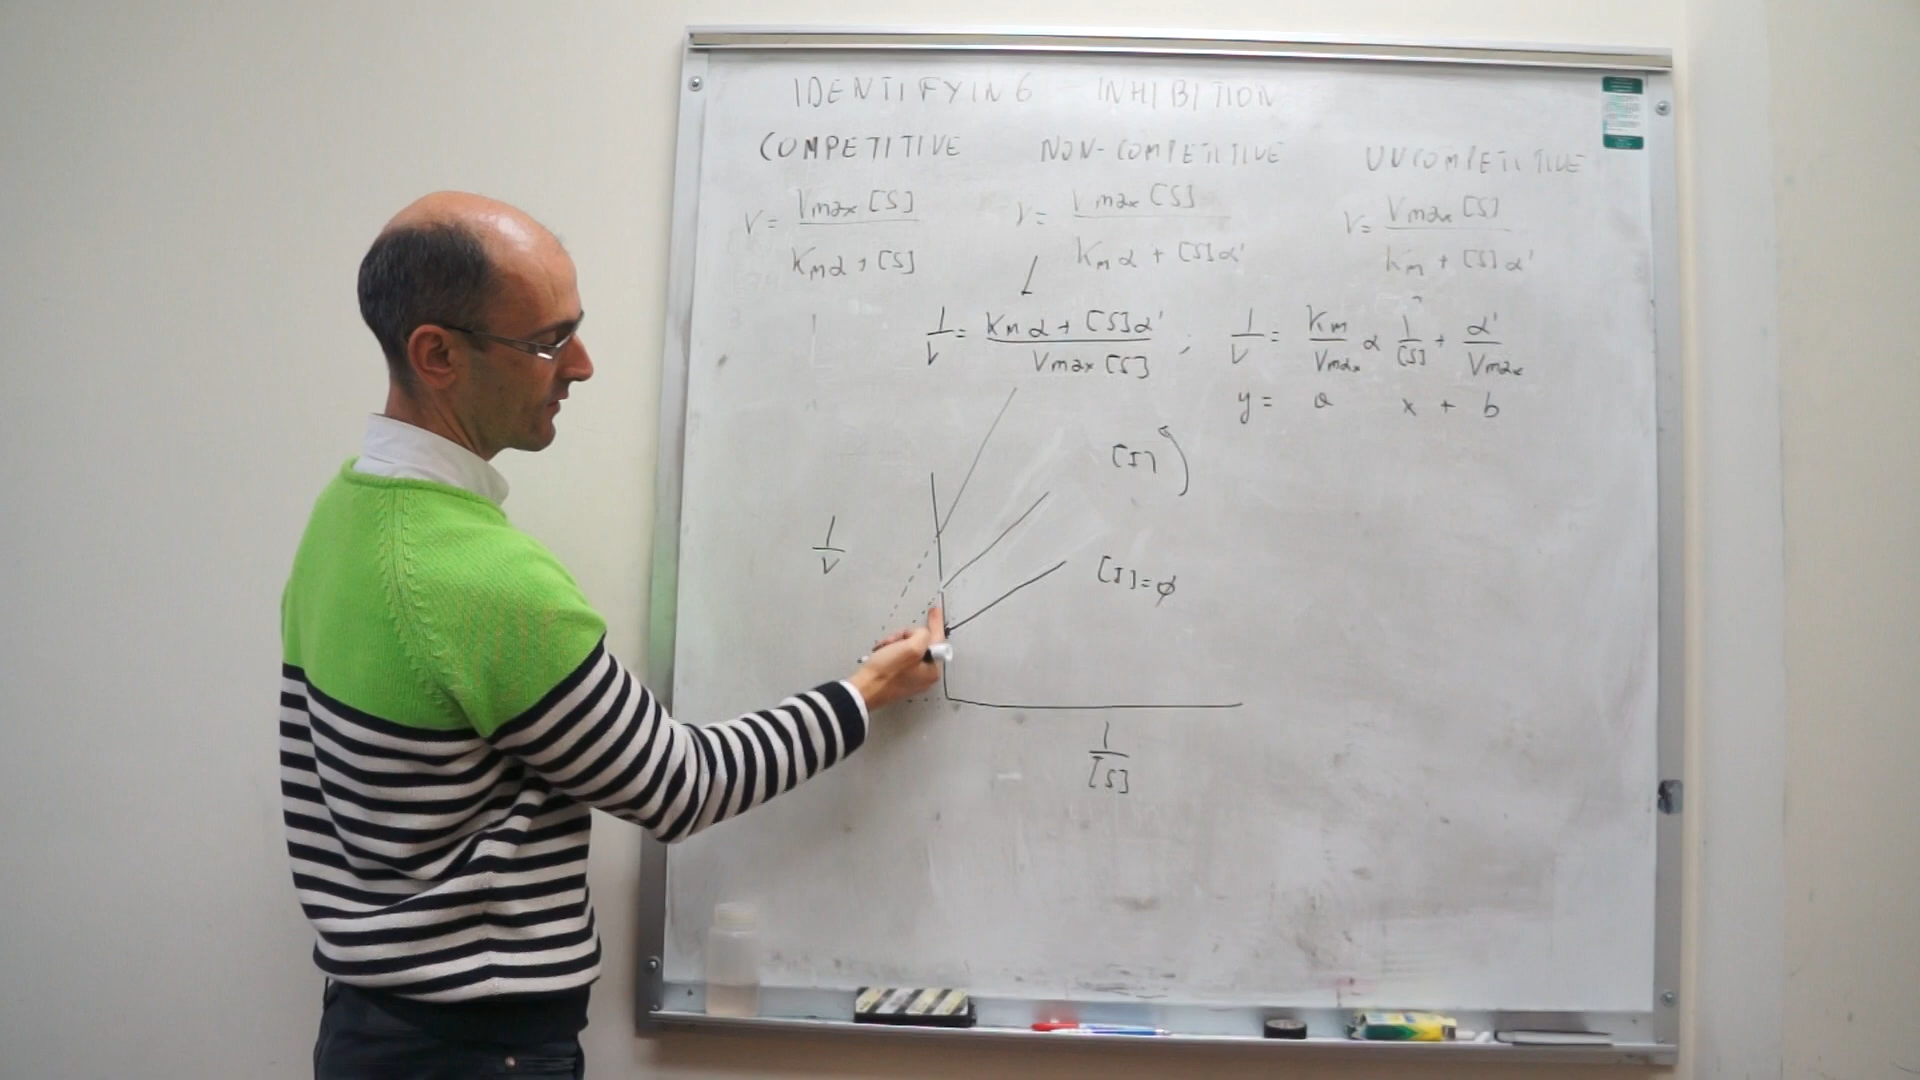 IDENTIFYING INHIBITION
COMPETITIVE NON-COMPETITIVE UNCOMPETITIVE
V = Vmax [S] / Kmα + [S]
V = Vmax [S] / Kmα + [S]α'
V = Vmax [S] / Km + [S]α'
1/V = Kmα + [S]α' / Vmax [S] ; 1/V = Km/Vmax α 1/[S] + α'/Vmax
y = a x + b
[I]
1/V
[I]=∅
1/[S]